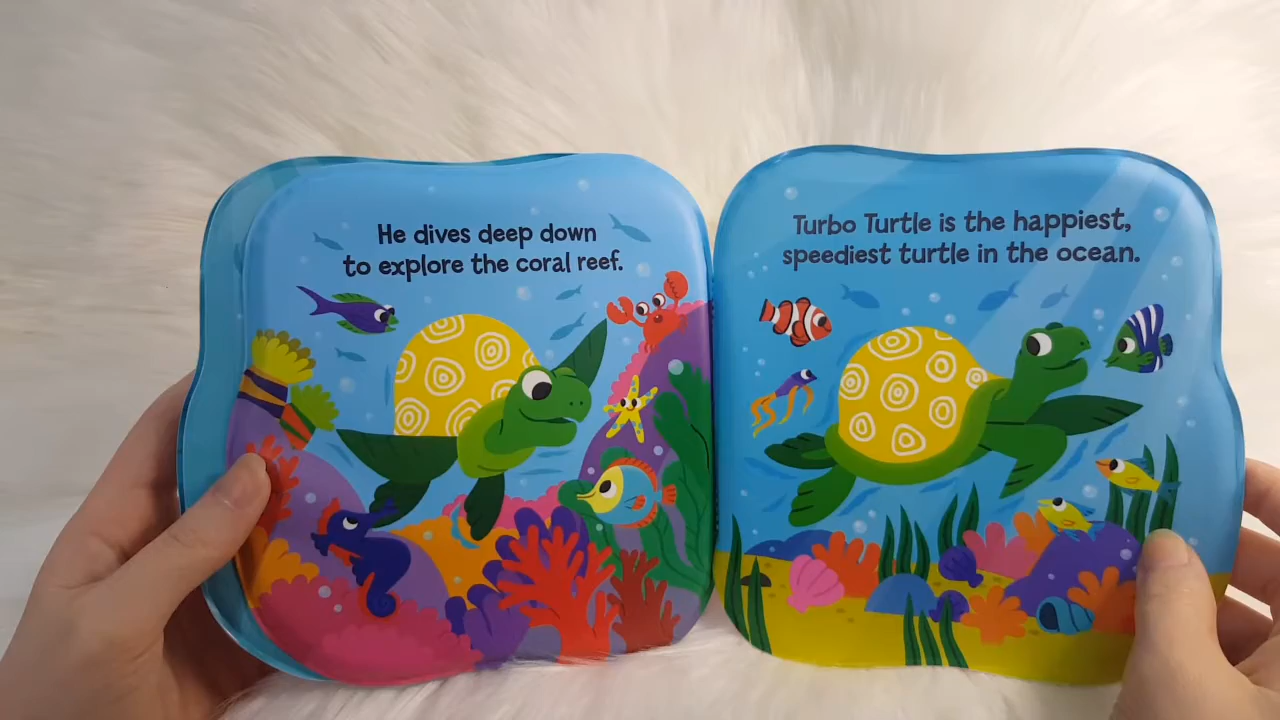 He dives deep down
to explore the coral reef.
Turbo Turtle is the happiest,
speediest turtle in the ocean.